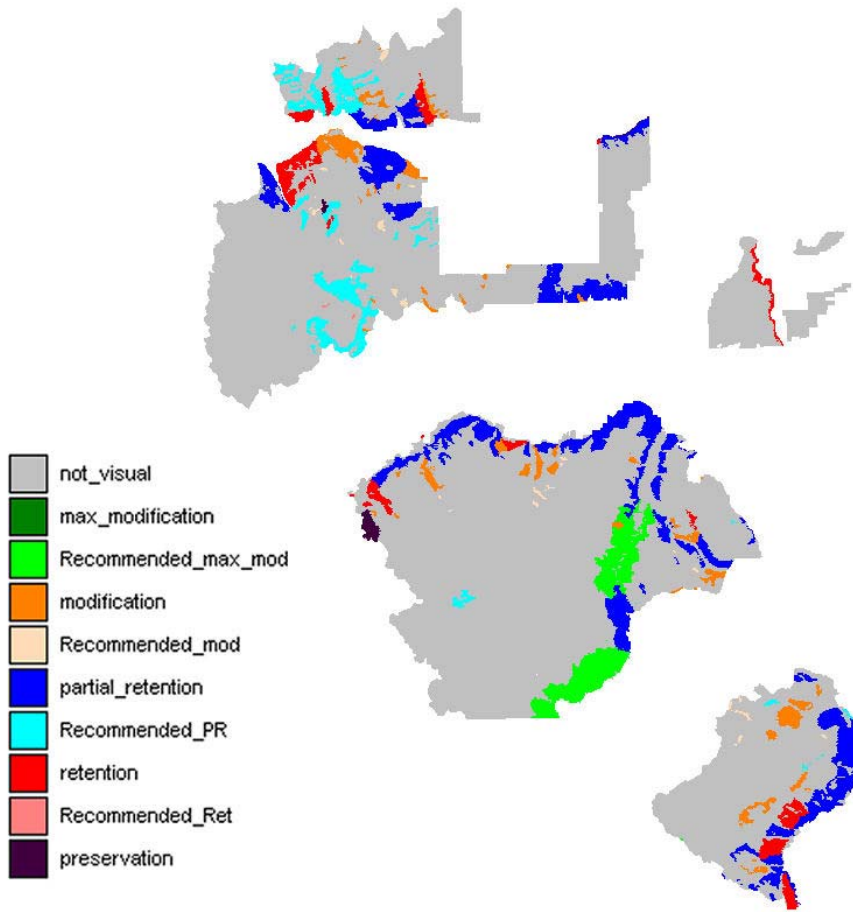 not_visual
max_modification
Recommended_max_mod
modification
Recommended_mod
partial_retention
Recommended_PR
retention
Recommended_Ret
preservation